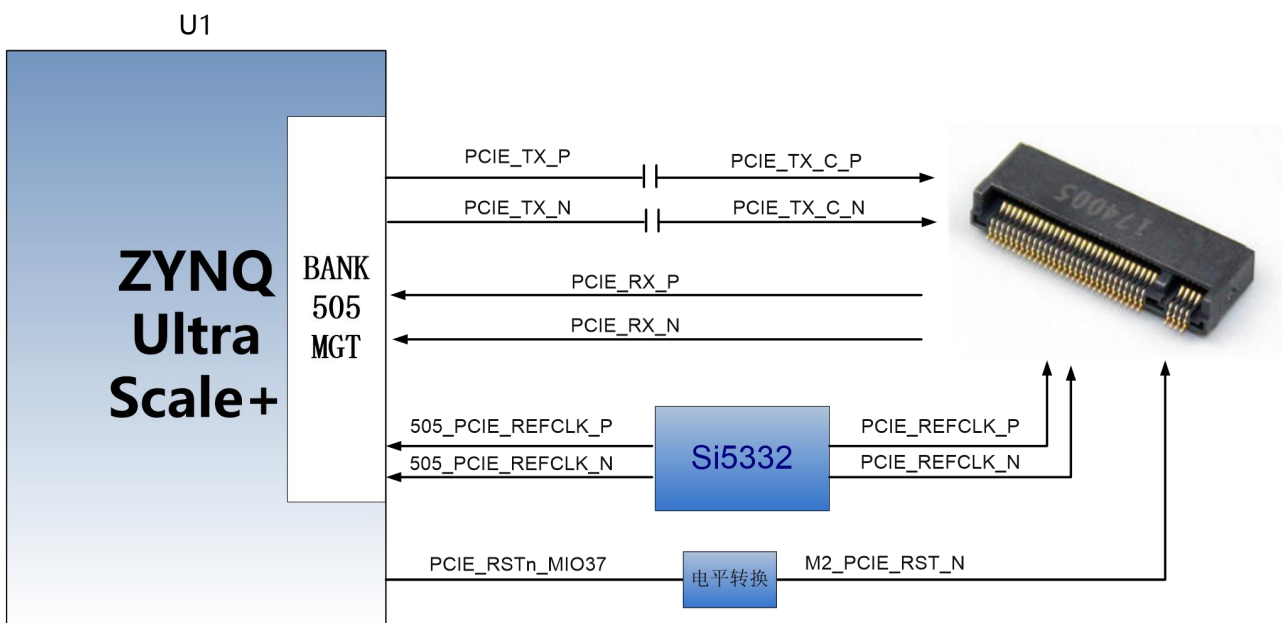 U1
PCIE_TX_P
PCIE_TX_C_P
PCIE_TX_N
PCIE_TX_C_N
ZYNQ
Ultra
Scale+
BANK
505
MGT
PCIE_RX_P
PCIE_RX_N
174005
505_PCIE_REFCLK_P
505_PCIE_REFCLK_N
Si5332
PCIE_REFCLK_P
PCIE_REFCLK_N
PCIE_RSTn_MIO37
电平转换
M2_PCIE_RST_N